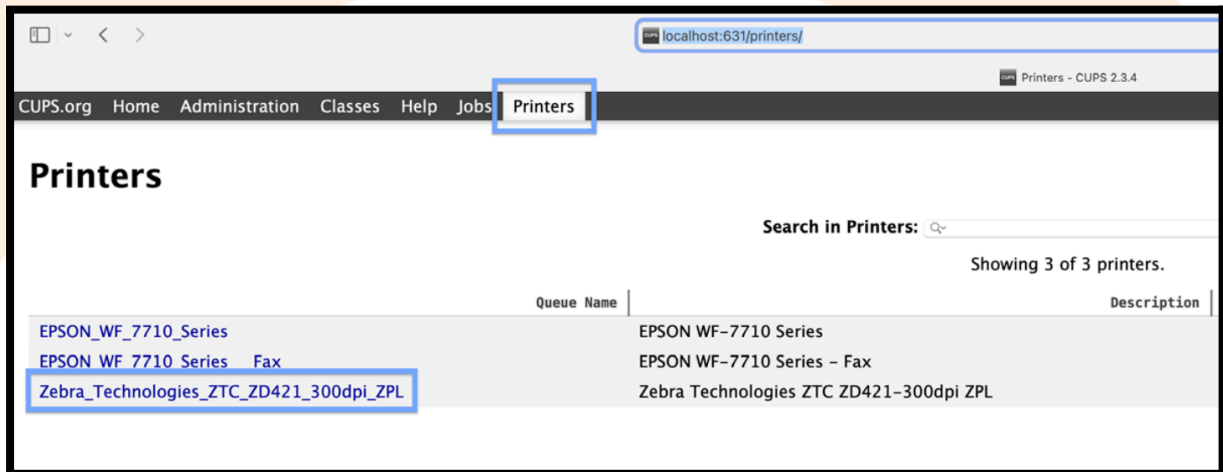 localhost:631/printers/
Printers - CUPS 2.3.4
CUPS.org Home Administration Classes Help Jobs Printers
Printers
Search in Printers:
Showing 3 of 3 printers.
Queue Name Description
EPSON_WF_7710_Series EPSON WF-7710 Series
EPSON_WF_7710_Series___Fax EPSON WF-7710 Series - Fax
Zebra_Technologies_ZTC_ZD421_300dpi_ZPL Zebra Technologies ZTC ZD421-300dpi ZPL